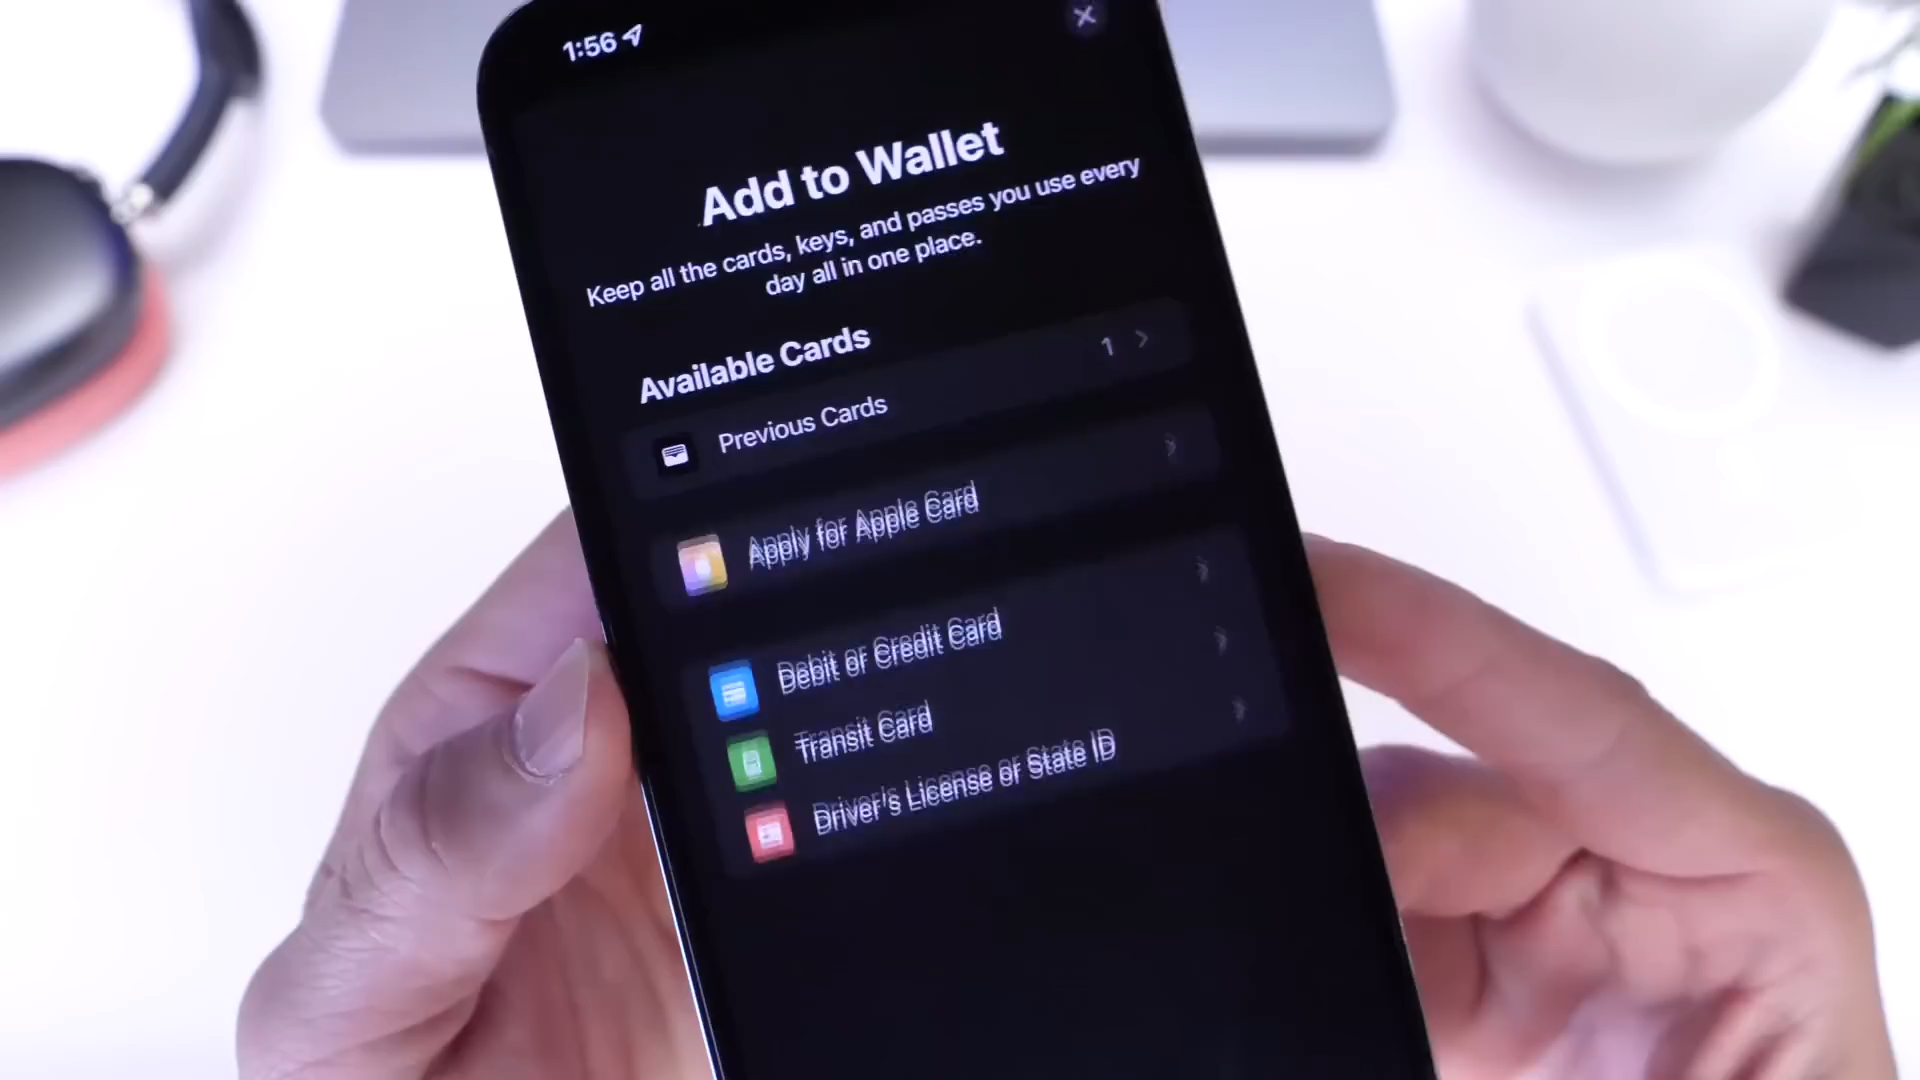 1:56
Add to Wallet
Keep all the cards, keys, and passes you use every
day all in one place.
Available Cards
Previous Cards 1
Apply for Apple Card
Debit or Credit Card
Transit Card
Driver's License or State ID